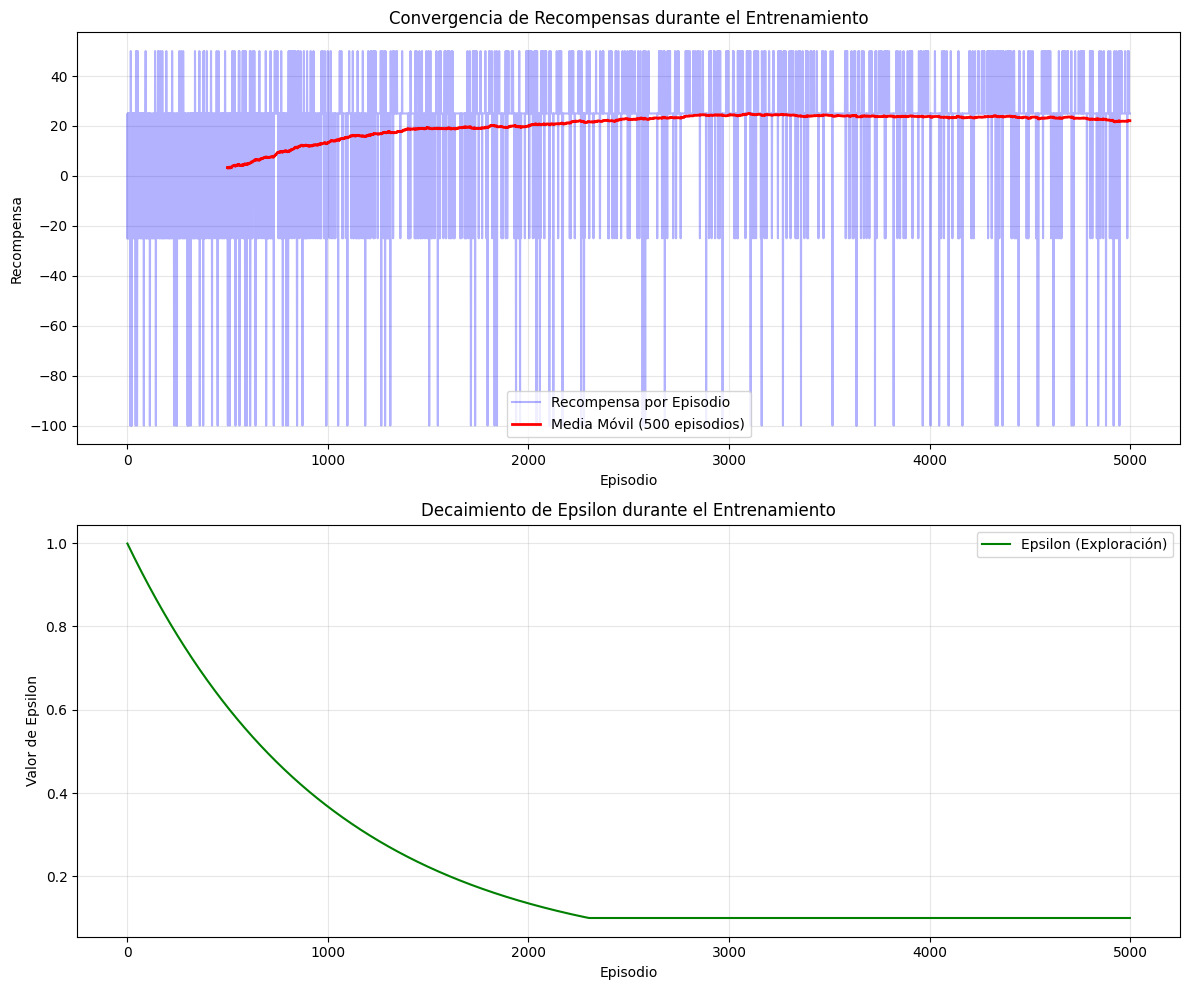 Convergencia de Recompensas durante el Entrenamiento
Recompensa
40
20
0
−20
−40
−60
−80
−100
Recompensa por Episodio
Media Móvil (500 episodios)
0 1000 2000 3000 4000 5000
Episodio
Decaimiento de Epsilon durante el Entrenamiento
Valor de Epsilon
1.0
0.8
0.6
0.4
0.2
Epsilon (Exploración)
0 1000 2000 3000 4000 5000
Episodio